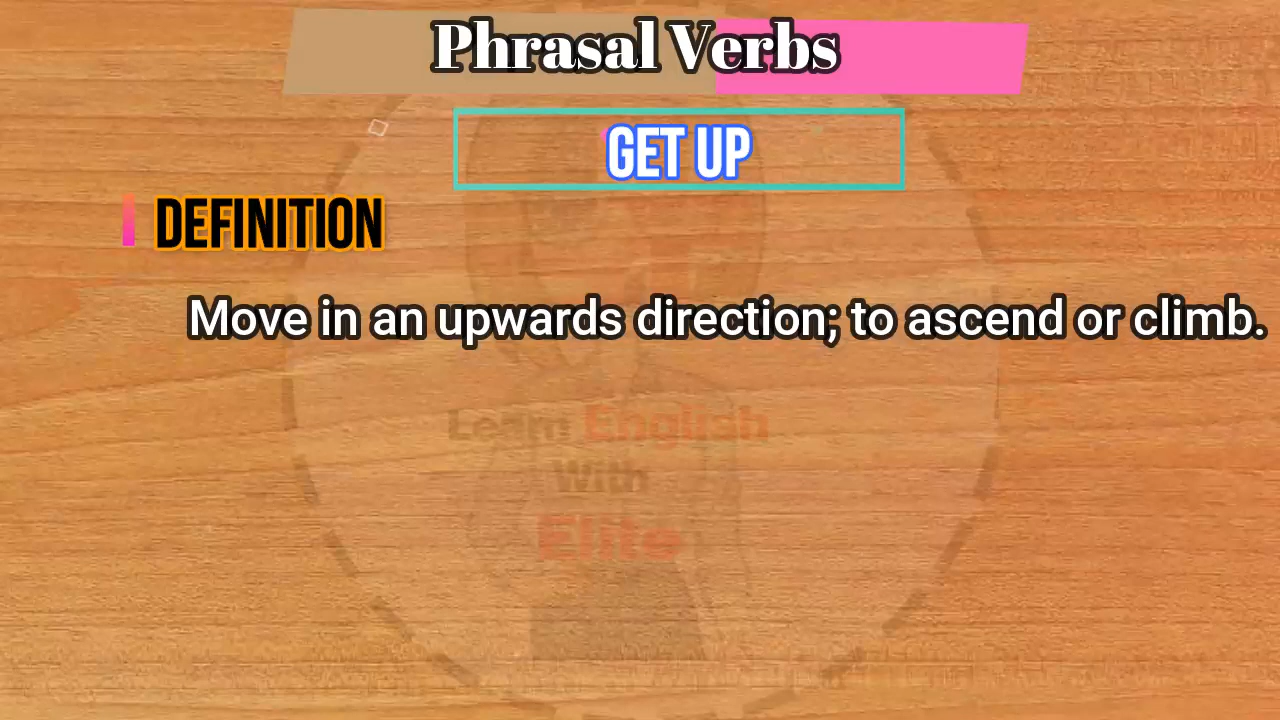 Phrasal Verbs
GET UP
DEFINITION
Move in an upwards direction; to ascend or climb.
Learn English
With
Elite